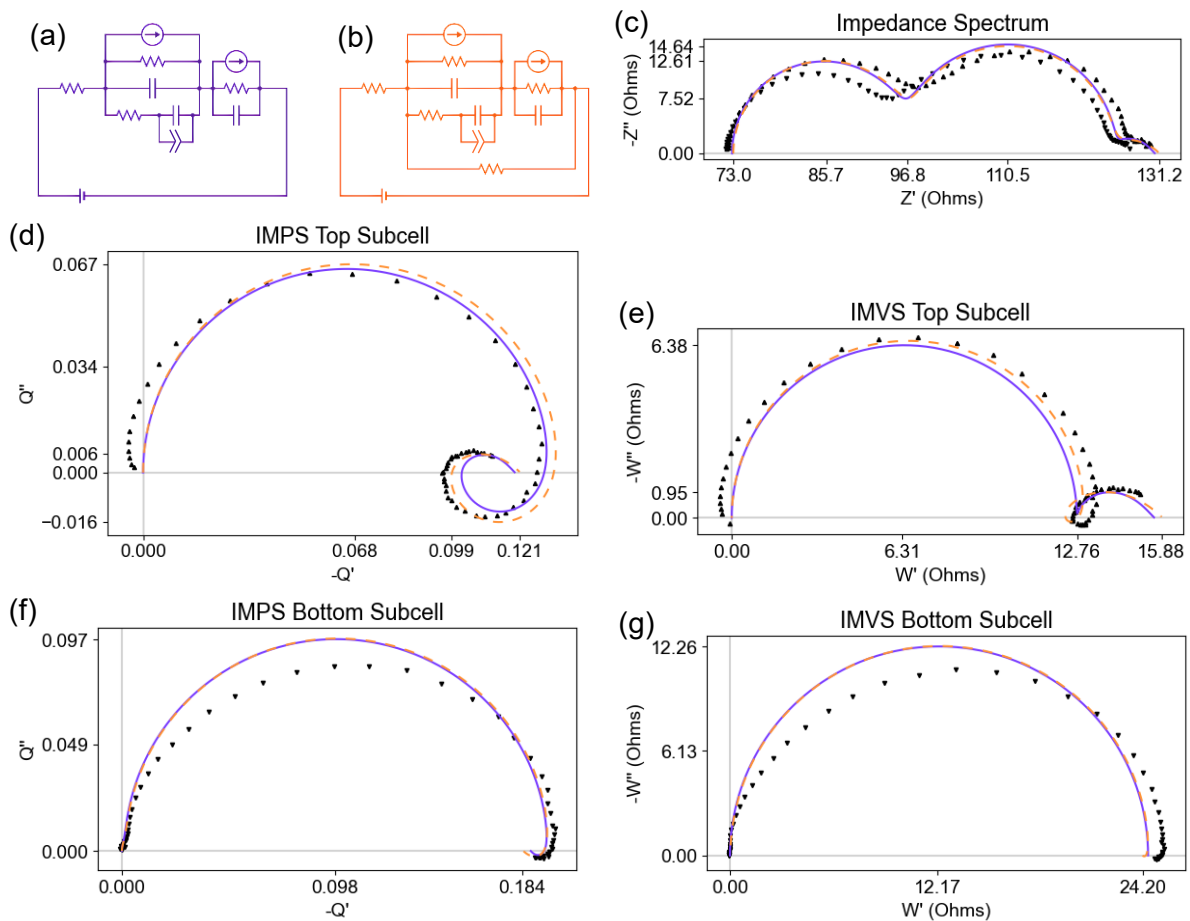 (a)
(b)
(c)
Impedance Spectrum
-Z" (Ohms)
14.64
12.61
7.52
0.00
73.0 85.7 96.8 110.5 131.2
Z' (Ohms)
(d)
IMPS Top Subcell
Q"
0.067
0.034
0.006
0.000
−0.016
0.000 0.068 0.099 0.121
-Q'
(e)
IMVS Top Subcell
-W" (Ohms)
6.38
0.95
0.00
0.00 6.31 12.76 15.88
W' (Ohms)
(f)
IMPS Bottom Subcell
Q"
0.097
0.049
0.000
0.000 0.098 0.184
-Q'
(g)
IMVS Bottom Subcell
-W" (Ohms)
12.26
6.13
0.00
0.00 12.17 24.20
W' (Ohms)